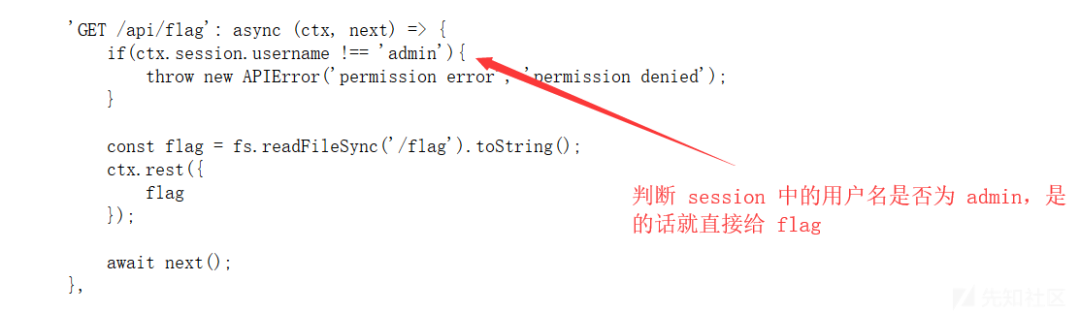 'GET /api/flag': async (ctx, next) => {
if(ctx.session.username !== 'admin'){
throw new APIError('permission error', 'permission denied');
}
const flag = fs.readFileSync('/flag').toString();
ctx.rest({
flag
});
await next();
},
判断 session 中的用户名是否为 admin，是
的话就直接给 flag
先知社区